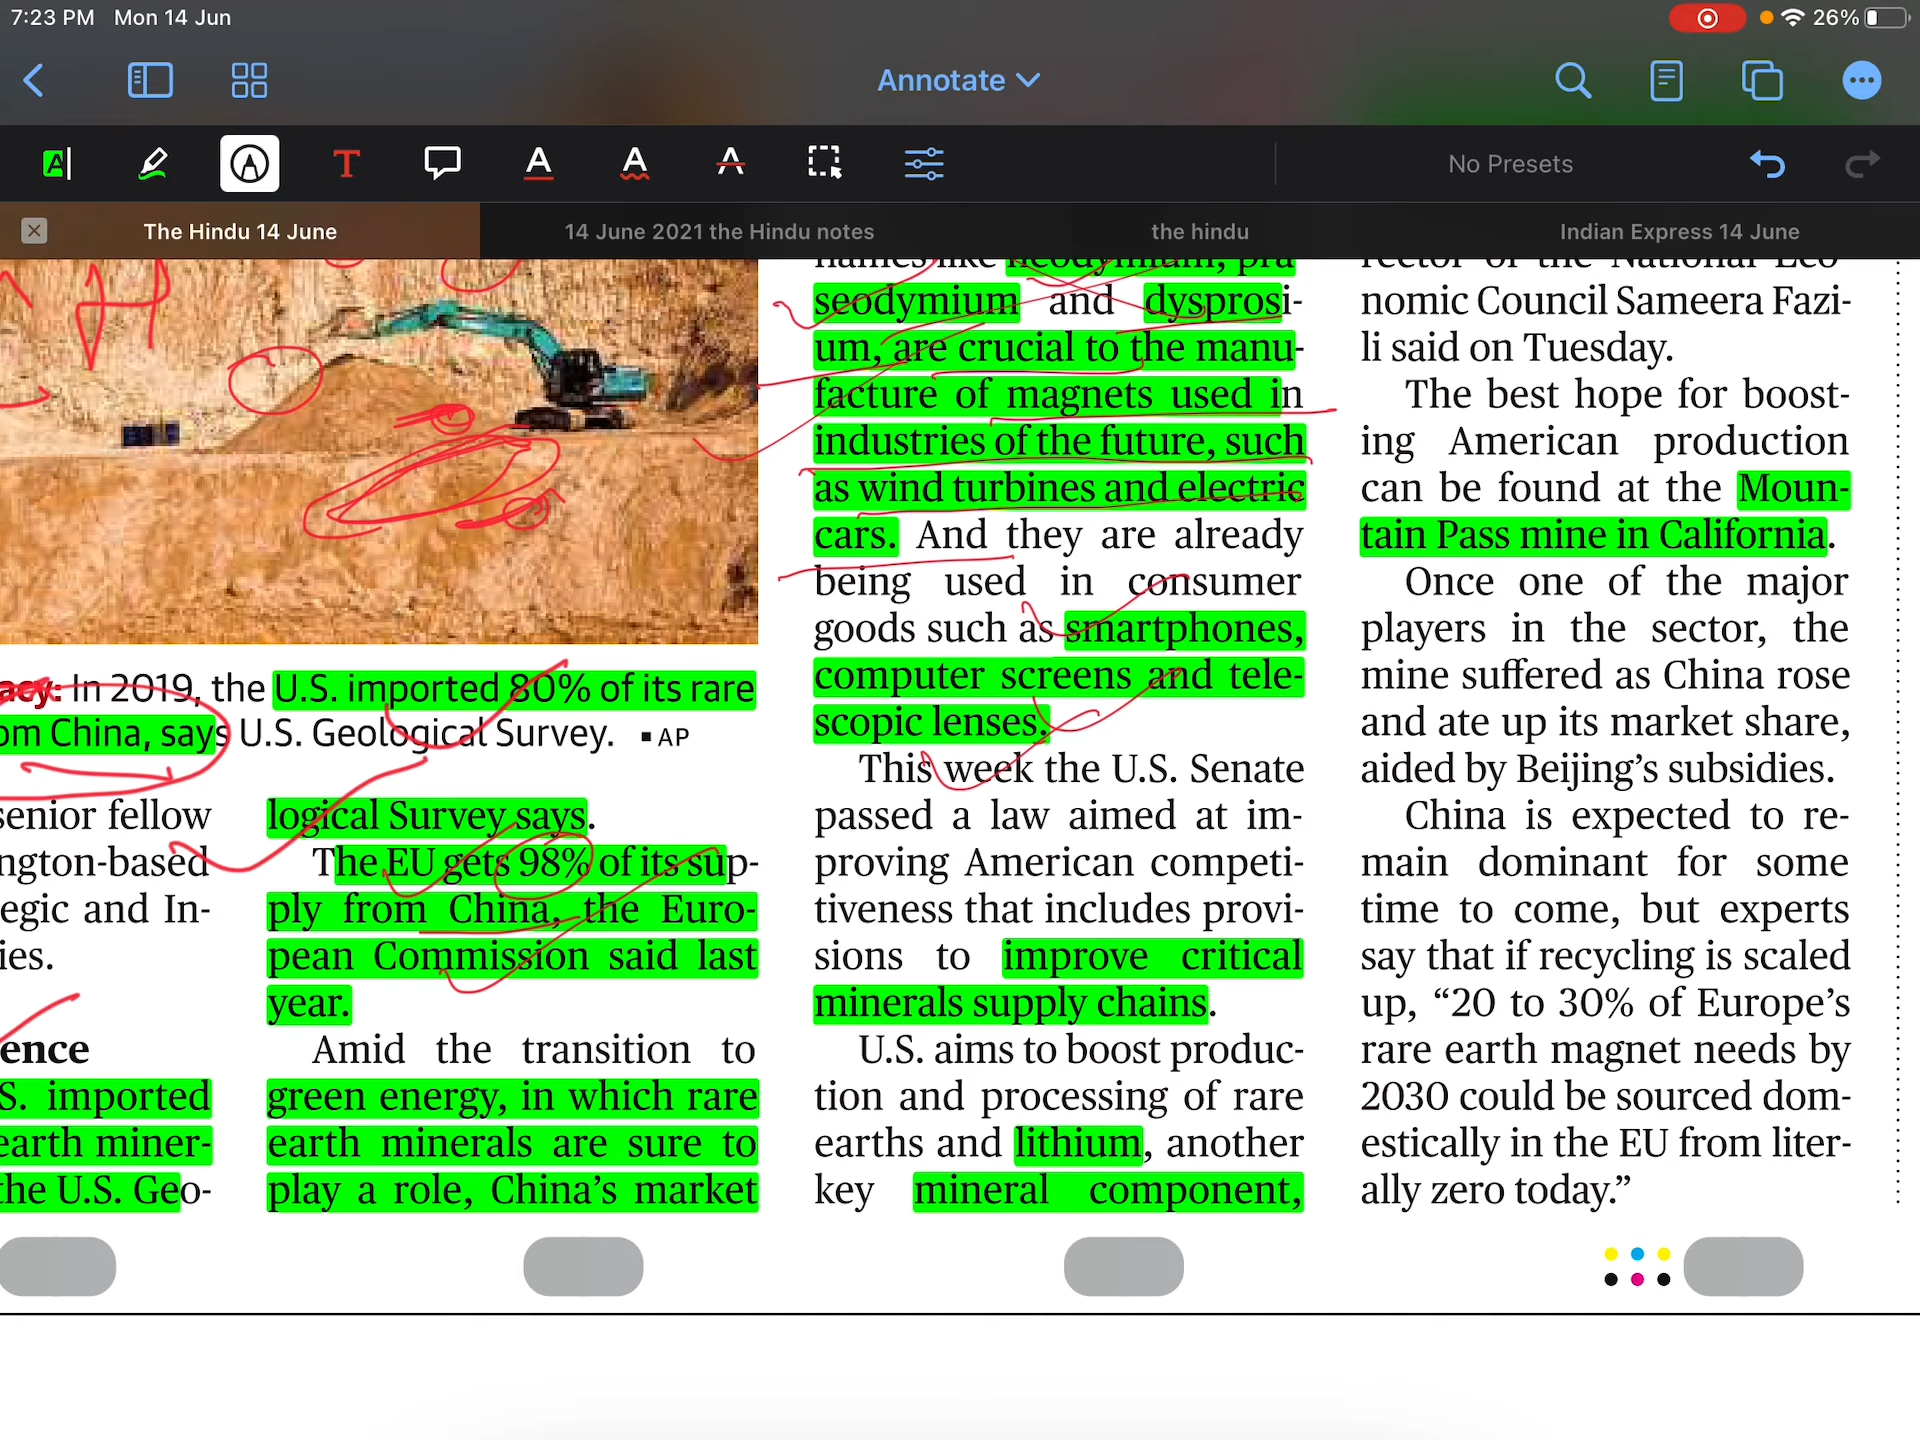 7:23 PM Mon 14 Jun
26%
Annotate
No Presets
The Hindu 14 June
14 June 2021 the Hindu notes
the hindu
Indian Express 14 June
acy: In 2019, the U.S. imported 80% of its rare
om China, says U.S. Geological Survey. ▪ AP
senior fellow
ngton-based
egic and In-
ies.
ence
S. imported
earth miner-
the U.S. Geo-
logical Survey says.
The EU gets 98% of its sup-
ply from China, the Euro-
pean Commission said last
year.
Amid the transition to
green energy, in which rare
earth minerals are sure to
play a role, China's market
names like neodymium, pra
seodymium and dysprosi-
um, are crucial to the manu-
facture of magnets used in
industries of the future, such
as wind turbines and electric
cars. And they are already
being used in consumer
goods such as smartphones,
computer screens and tele-
scopic lenses.
This week the U.S. Senate
passed a law aimed at im-
proving American competi-
tiveness that includes provi-
sions to improve critical
minerals supply chains.
U.S. aims to boost produc-
tion and processing of rare
earths and lithium, another
key mineral component,
rector of the National Eco
nomic Council Sameera Fazi-
li said on Tuesday.
The best hope for boost-
ing American production
can be found at the Moun-
tain Pass mine in California.
Once one of the major
players in the sector, the
mine suffered as China rose
and ate up its market share,
aided by Beijing's subsidies.
China is expected to re-
main dominant for some
time to come, but experts
say that if recycling is scaled
up, “20 to 30% of Europe's
rare earth magnet needs by
2030 could be sourced dom-
estically in the EU from liter-
ally zero today.”